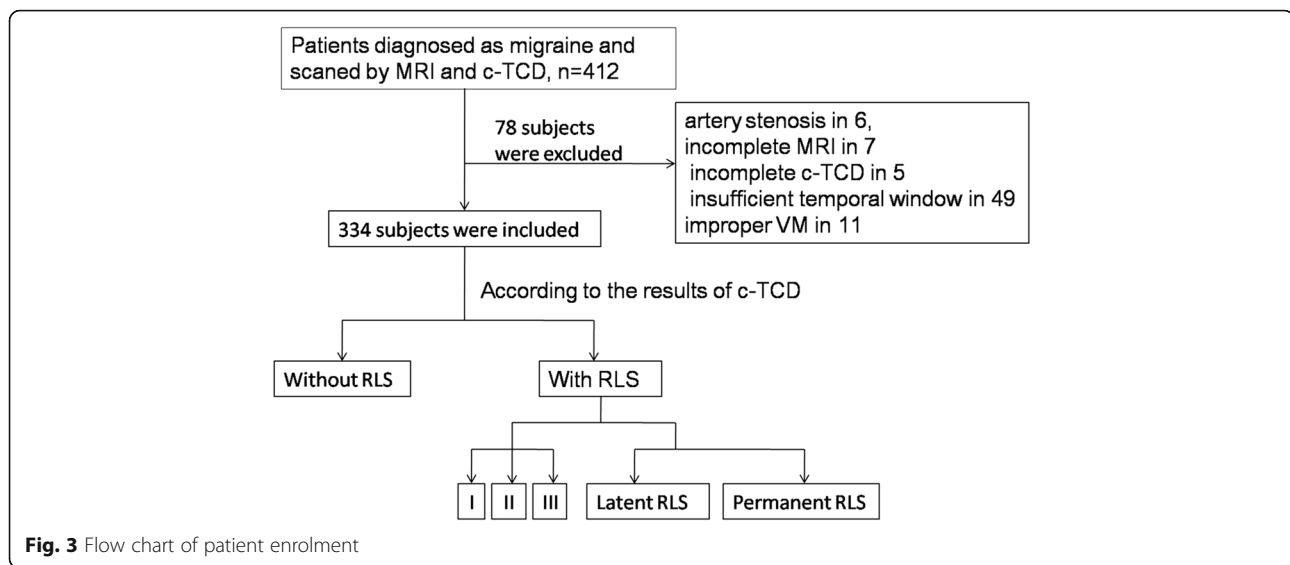 Patients diagnosed as migraine and
scaned by MRI and c-TCD, n=412
78 subjects
were excluded
artery stenosis in 6,
incomplete MRI in 7
incomplete c-TCD in 5
insufficient temporal window in 49
improper VM in 11
334 subjects were included
According to the results of c-TCD
Without RLS
With RLS
I
II
III
Latent RLS
Permanent RLS
Fig. 3 Flow chart of patient enrolment